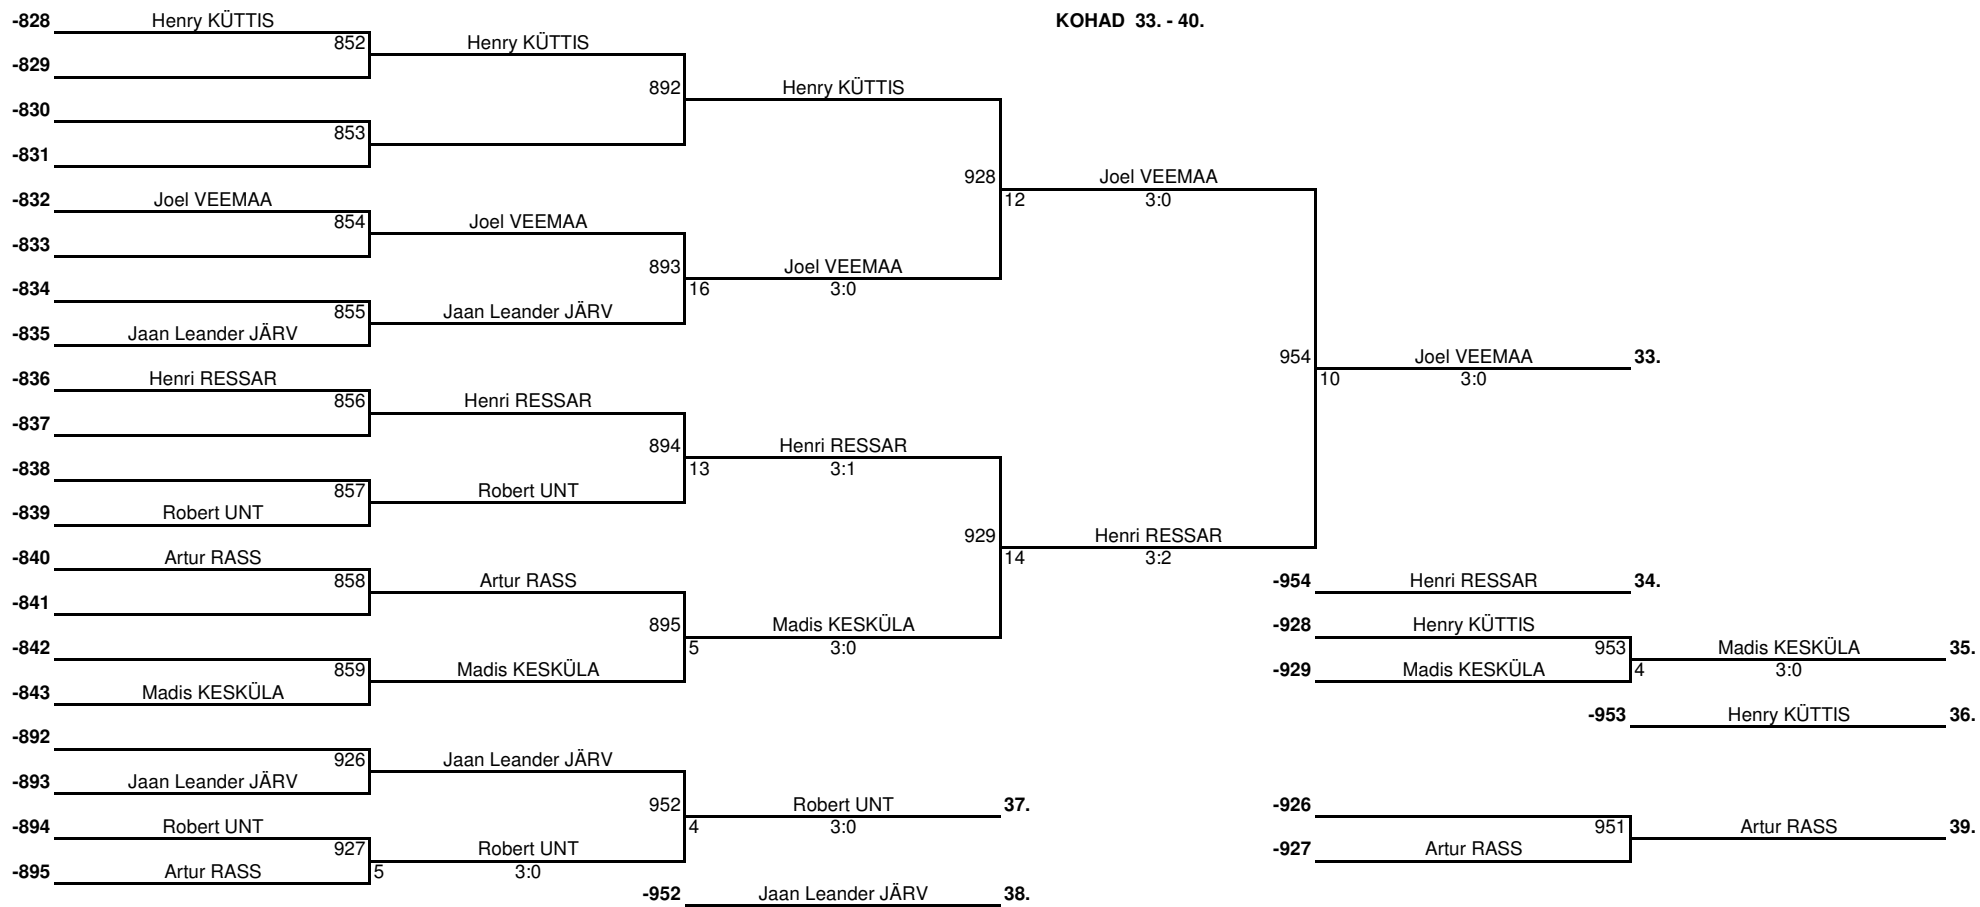 -828 Henry KÜTTIS KOHAD 33. - 40.
852 Henry KÜTTIS
-829
892 Henry KÜTTIS
-830
853
-831
928 Joel VEEMAA
-832 Joel VEEMAA 12 3:0
854 Joel VEEMAA
-833
893 Joel VEEMAA
-834 16 3:0
855 Jaan Leander JÄRV
-835 Jaan Leander JÄRV
954 Joel VEEMAA 33.
-836 Henri RESSAR 10 3:0
856 Henri RESSAR
-837
894 Henri RESSAR
-838 13 3:1
857 Robert UNT
-839 Robert UNT
929 Henri RESSAR
-840 Artur RASS 14 3:2
858 Artur RASS -954 Henri RESSAR 34.
-841
895 Madis KESKÜLA -928 Henry KÜTTIS
-842 5 3:0 953 Madis KESKÜLA 35.
859 Madis KESKÜLA -929 Madis KESKÜLA 4 3:0
-843 Madis KESKÜLA
-953 Henry KÜTTIS 36.
-892
926 Jaan Leander JÄRV
-893 Jaan Leander JÄRV
952 Robert UNT 37. -926
-894 Robert UNT 4 3:0 951 Artur RASS 39.
927 Robert UNT -927 Artur RASS
-895 Artur RASS 5 3:0
-952 Jaan Leander JÄRV 38.